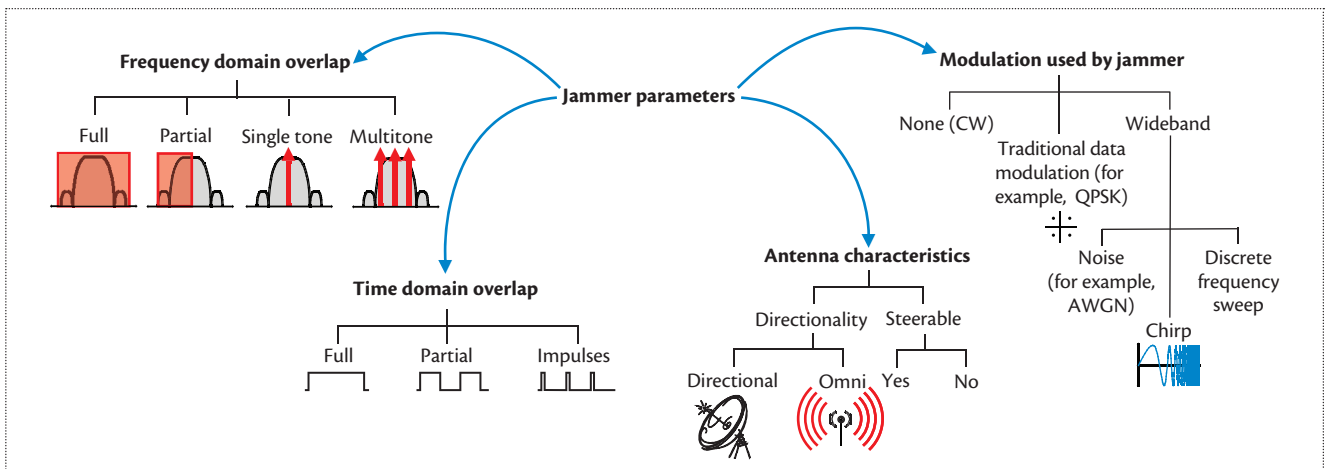 Jammer parameters
Frequency domain overlap
Full
Partial
Single tone
Multitone
Time domain overlap
Full
Partial
Impulses
Antenna characteristics
Directionality
Steerable
Directional
Omni
Yes
No
Modulation used by jammer
None (CW)
Traditional data
modulation (for
example, QPSK)
Wideband
Noise
(for example,
AWGN)
Chirp
Discrete
frequency
sweep